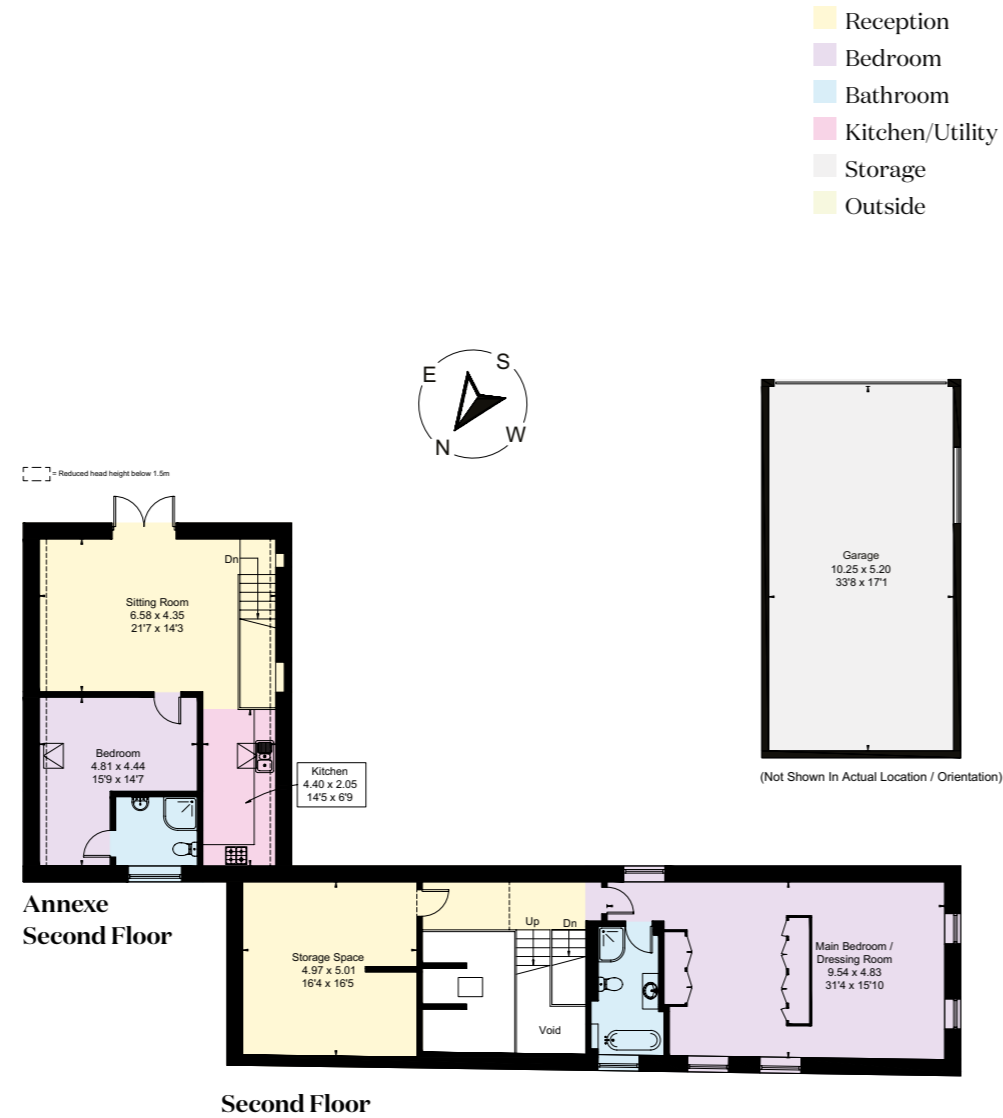 Reception
Bedroom
Bathroom
Kitchen/Utility
Storage
Outside
E
S
N
W
= Reduced head height below 1.5m
Dn
Sitting Room
6.58 x 4.35
21'7 x 14'3
Bedroom
4.81 x 4.44
15'9 x 14'7
Kitchen
4.40 x 2.05
14'5 x 6'9
Garage
10.25 x 5.20
33'8 x 17'1
(Not Shown In Actual Location / Orientation)
Annexe
Second Floor
Storage Space
4.97 x 5.01
16'4 x 16'5
Up
Dn
Void
Main Bedroom /
Dressing Room
9.54 x 4.83
31'4 x 15'10
Second Floor